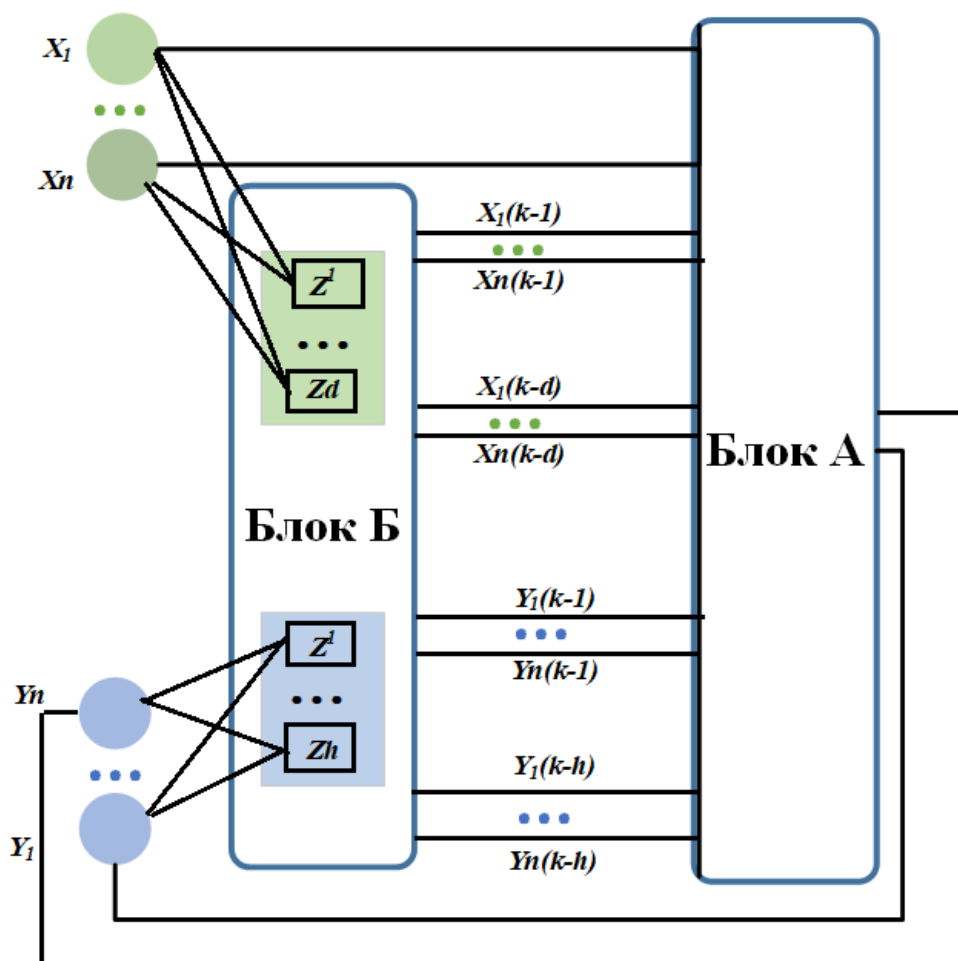 X₁
Xn
X₁(k-1)
Xn(k-1)
Z¹
Zd
X₁(k-d)
Xn(k-d)
Блок А
Блок Б
Y₁(k-1)
Z¹
Yn(k-1)
Yn
Zh
Y₁(k-h)
Y₁
Yn(k-h)